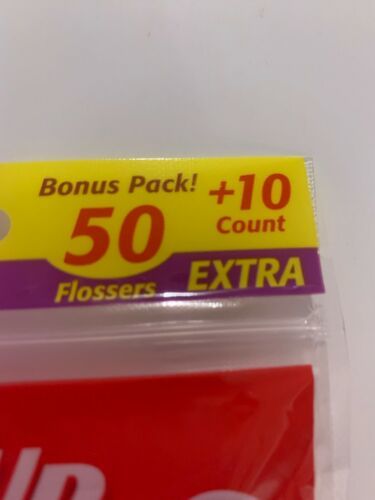 Bonus Pack!
50
Flossers
+10
Count
EXTRA